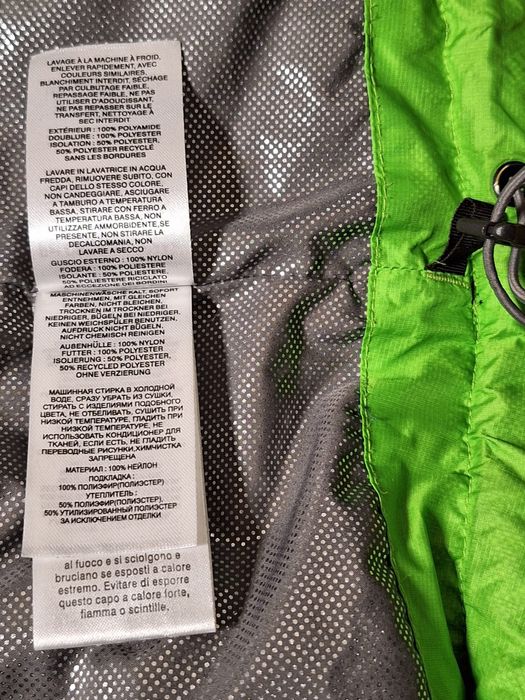 LAVAGE À LA MACHINE À FROID,
ENLEVER RAPIDEMENT, AVEC
COULEURS SIMILAIRES,
BLANCHIMENT INTERDIT, SÉCHAGE
PAR CULBUTAGE FAIBLE,
REPASSAGE FAIBLE, NE PAS
UTILISER D'ADOUCISSANT.
NE PAS REPASSER SUR LE
TRANSFERT, NETTOYAGE À
SEC INTERDIT
EXTÉRIEUR : 100% POLYAMIDE
DOUBLURE : 100% POLYESTER
ISOLATION : 50% POLYESTER
50% POLYESTER RECYCLÉ
SANS LES BORDURES
LAVARE IN LAVATRICE IN ACQUA
FREDDA, RIMUOVERE SUBITO, CON
CAPI DELLO STESSO COLORE,
NON CANDEGGIARE, ASCIUGARE
A TAMBURO A TEMPERATURA
BASSA, STIRARE CON FERRO A
TEMPERATURA BASSA, NON
UTILIZZARE AMMORBIDENTE,SE
PRESENTE, NON STIRARE LA
DECALCOMANIA, NON
LAVARE A SECCO
GUSCIO ESTERNO : 100% NYLON
FODERA : 100% POLIESTERE
ISOLANTE : 50% POLIESTERE,
50% POLIESTERE RICICLATO
AD ECCEZIONE DEI BORDINI
MASCHINENWÄSCHE KALT, SOFORT
ENTNEHMEN, MIT GLEICHEN
FARBEN, NICHT BLEICHEN,
TROCKNEN IM TROCKNER BEI
NIEDRIGER, BÜGELN BEI NIEDRIGER,
KEINEN WEICHSPÜLER BENUTZEN,
AUFDRUCK NICHT BÜGELN,
NICHT CHEMISCH REINIGEN
AUßENHÜLLE : 100% NYLON
FUTTER : 100% POLYESTER
ISOLIERUNG : 50% POLYESTER,
50% RECYCLED POLYESTER
OHNE VERZIERUNG
МАШИННАЯ СТИРКА В ХОЛОДНОЙ
ВОДЕ, СРАЗУ УБРАТЬ ИЗ СУШКИ,
СТИРАТЬ С ИЗДЕЛИЯМИ ПОДОБНОГО
ЦВЕТА, НЕ ОТБЕЛИВАТЬ, СУШИТЬ ПРИ
НИЗКОЙ ТЕМПЕРАТУРЕ, ГЛАДИТЬ ПРИ
НИЗКОЙ ТЕМПЕРАТУРЕ, НЕ
ИСПОЛЬЗОВАТЬ КОНДИЦИОНЕР ДЛЯ
ТКАНЕЙ, ЕСЛИ ЕСТЬ, НЕ ГЛАДИТЬ
ПЕРЕВОДНЫЕ РИСУНКИ,ХИМЧИСТКА
ЗАПРЕЩЕНА
МАТЕРИАЛ : 100% НЕЙЛОН
ПОДКЛАДКА :
100% ПОЛИЭФИР(ПОЛИЭСТЕР)
УТЕПЛИТЕЛЬ :
50% ПОЛИЭФИР(ПОЛИЭСТЕР),
50% УТИЛИЗИРОВАННЫЙ ПОЛИЭСТЕР
ЗА ИСКЛЮЧЕНИЕМ ОТДЕЛКИ
al fuoco e si sciolgono e
bruciano se esposti a calore
estremo. Evitare di esporre
questo capo a calore forte,
fiamma o scintille.